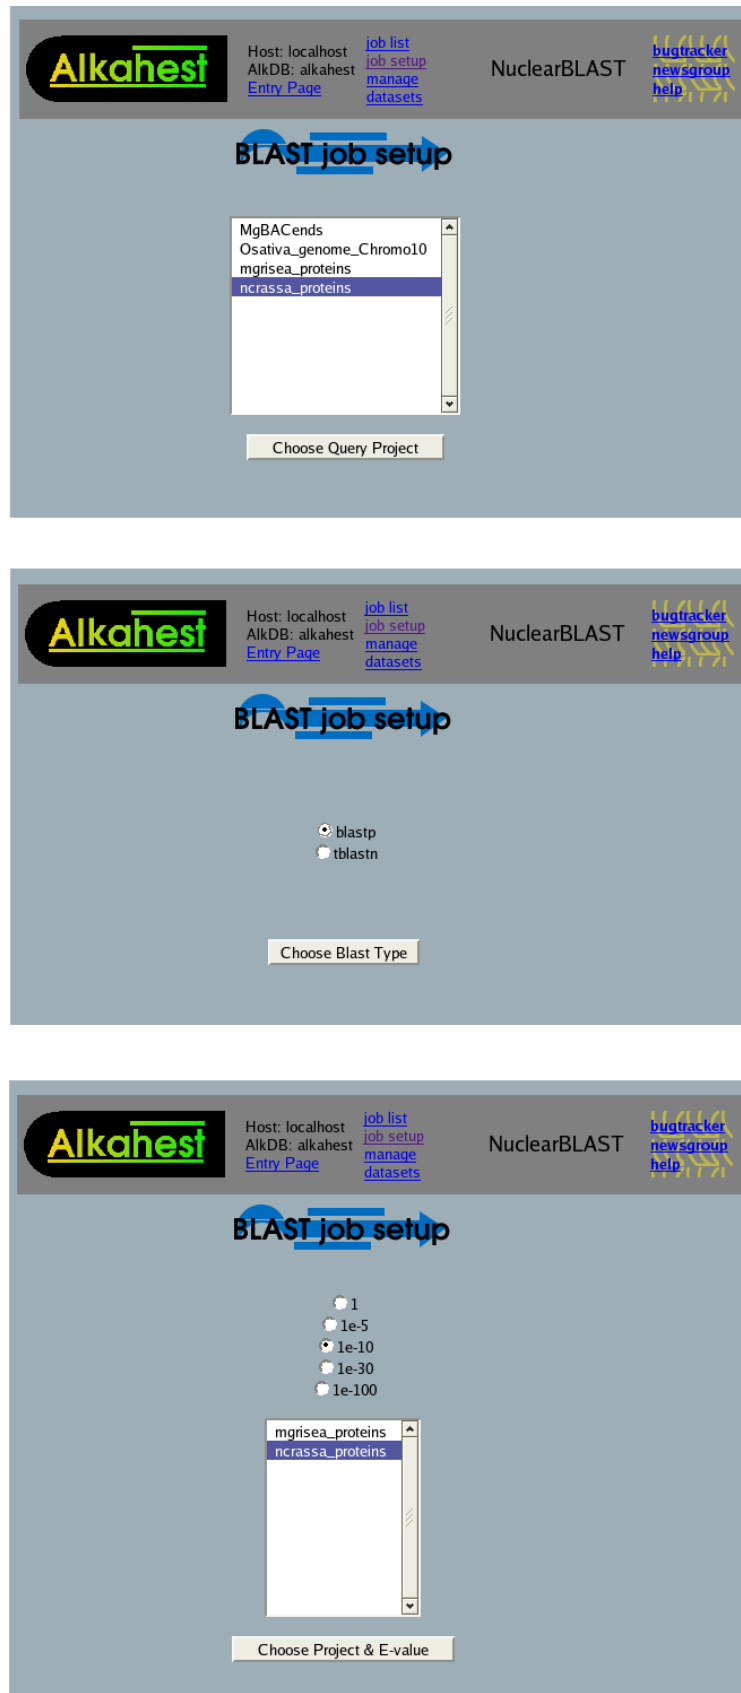 Alkahest
Host: localhost
AlkDB: alkahest
Entry Page
job list
job setup
manage
datasets
NuclearBLAST
bugtracker
newsgroup
help
BLAST job setup
MgBACends
Osativa_genome_Chromo10
mgrisea_proteins
ncrassa_proteins
Choose Query Project
Alkahest
Host: localhost
AlkDB: alkahest
Entry Page
job list
job setup
manage
datasets
NuclearBLAST
bugtracker
newsgroup
help
BLAST job setup
blastp
tblastn
Choose Blast Type
Alkahest
Host: localhost
AlkDB: alkahest
Entry Page
job list
job setup
manage
datasets
NuclearBLAST
bugtracker
newsgroup
help
BLAST job setup
1
1e-5
1e-10
1e-30
1e-100
mgrisea_proteins
ncrassa_proteins
Choose Project & E-value